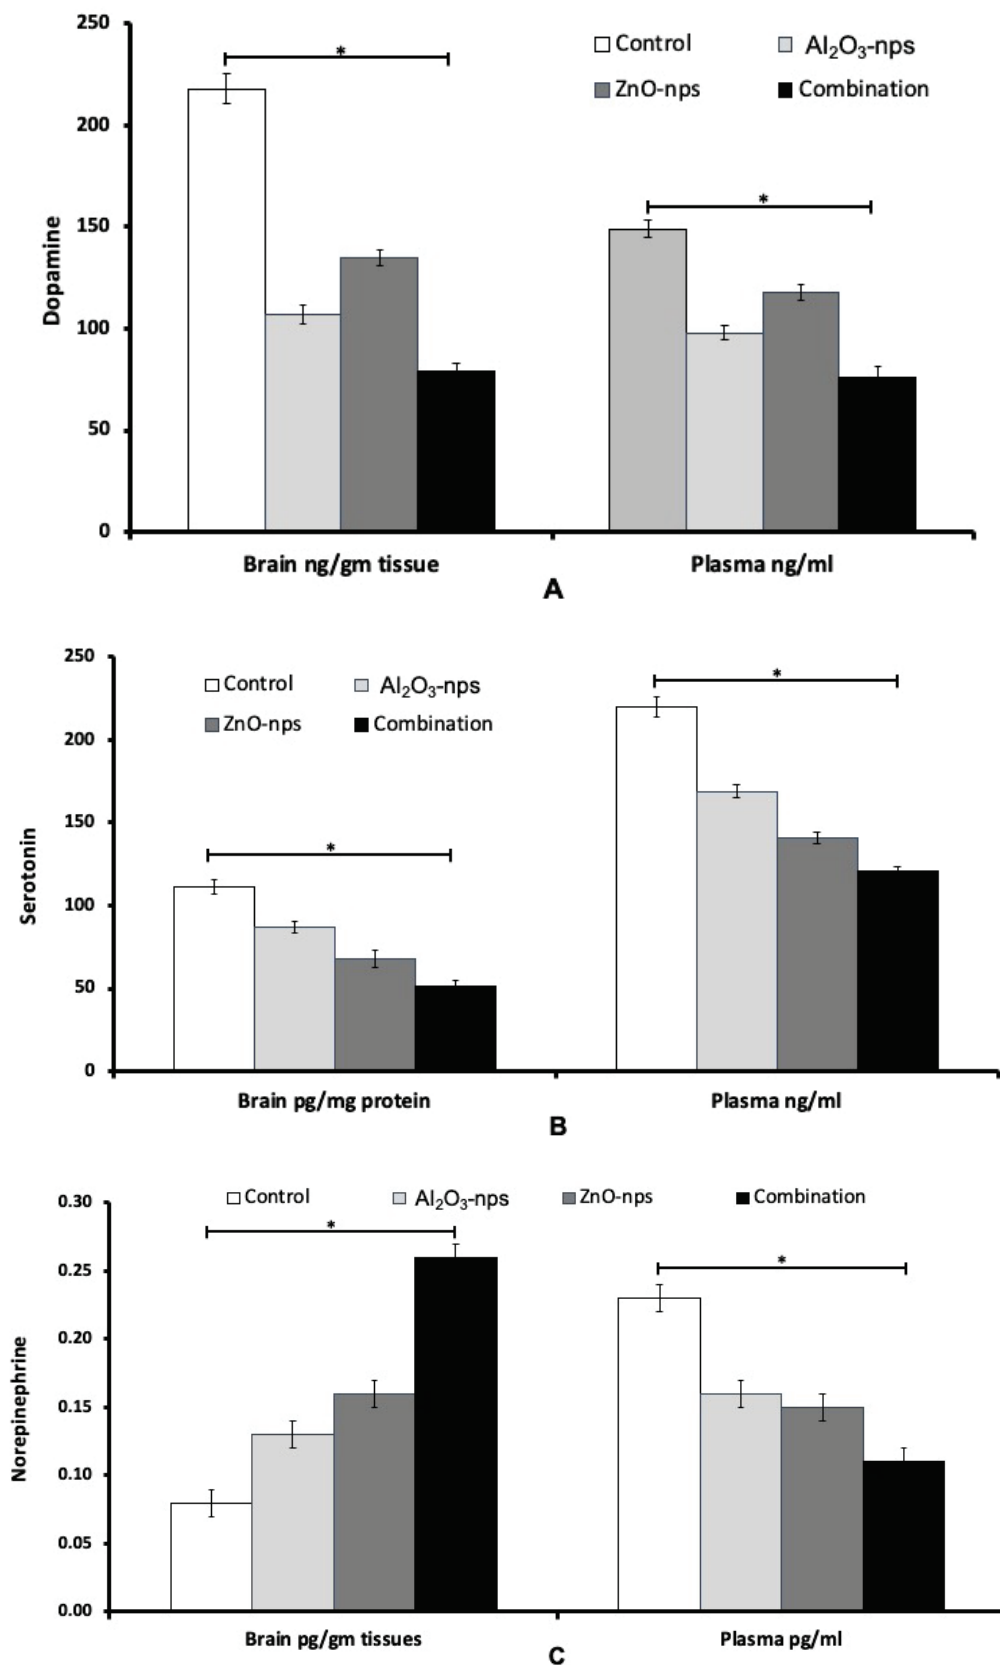 250
200
150
100
50
0
Dopamine
*
*
Control
Al₂O₃-nps
ZnO-nps
Combination
Brain ng/gm tissue
Plasma ng/ml
A
250
200
150
100
50
0
Serotonin
Control
Al₂O₃-nps
ZnO-nps
Combination
*
*
Brain pg/mg protein
Plasma ng/ml
B
0.30
0.25
0.20
0.15
0.10
0.05
0.00
Norepinephrine
Control
Al₂O₃-nps
ZnO-nps
Combination
*
*
Brain pg/gm tissues
Plasma pg/ml
C